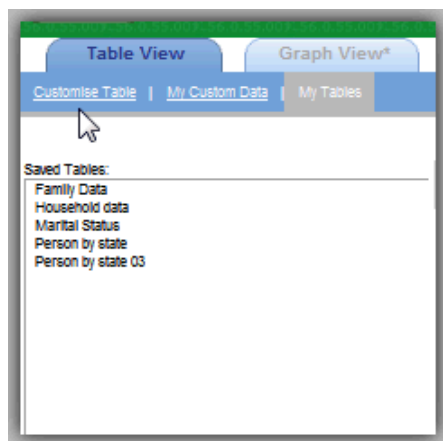 Table View Graph View*
Customise Table | My Custom Data | My Tables
Saved Tables:
Family Data
Household data
Marital Status
Person by state
Person by state 03